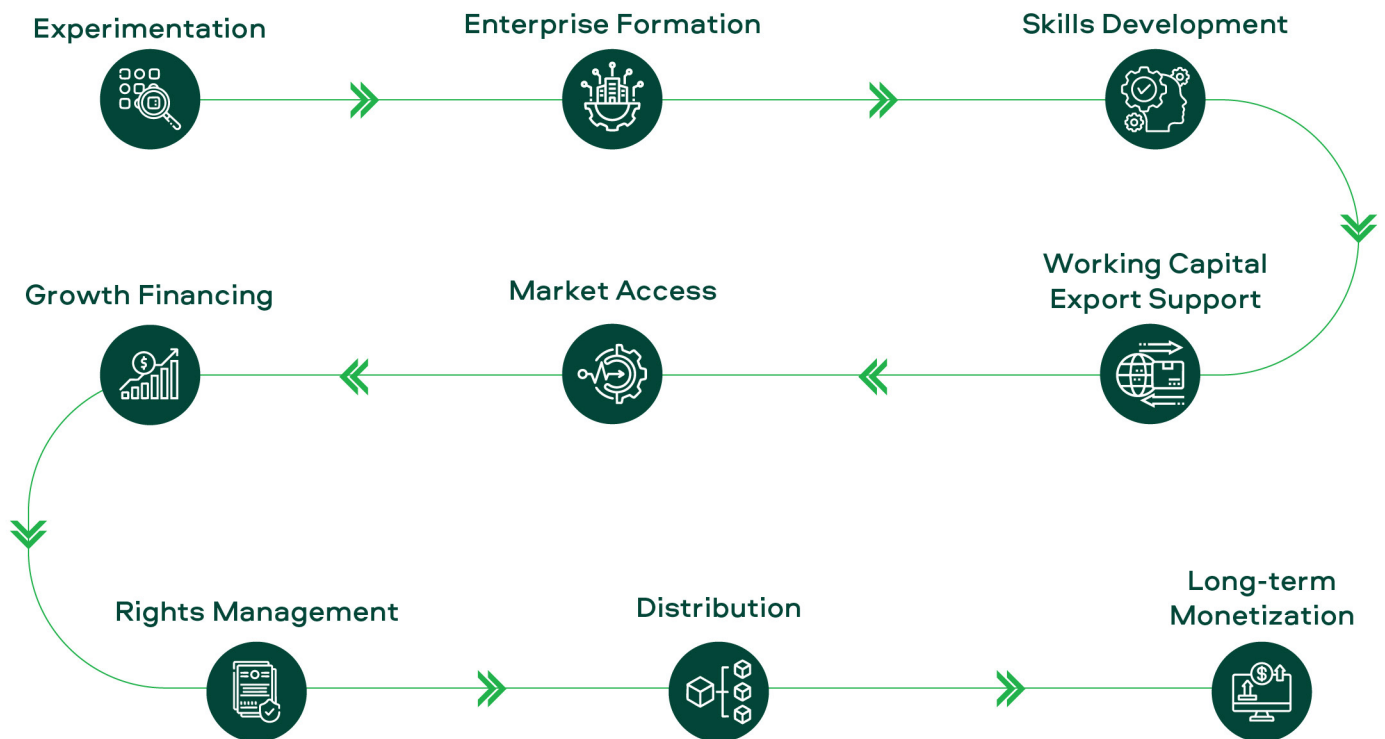 Experimentation
Enterprise Formation
Skills Development
Working Capital
Export Support
Market Access
Growth Financing
Rights Management
Distribution
Long-term
Monetization